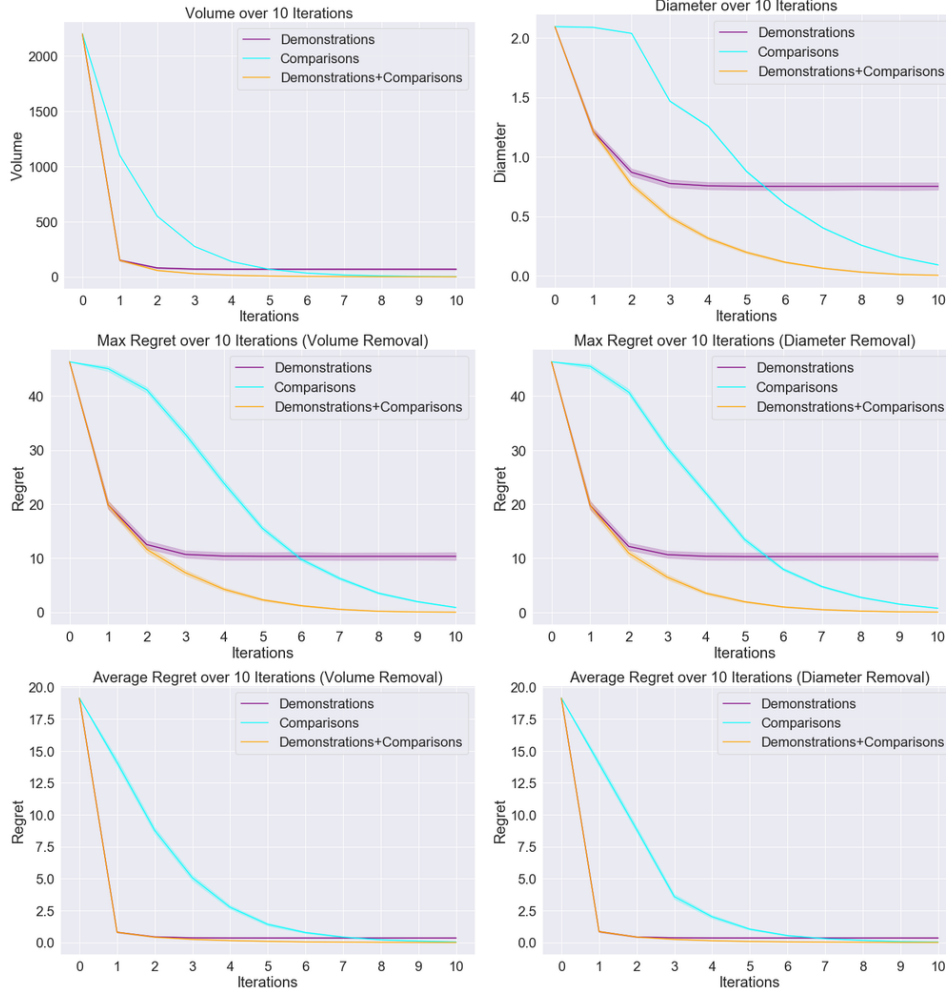 Volume over 10 Iterations
Volume
2200
2000
1500
1000
500
0
Demonstrations
Comparisons
Demonstrations+Comparisons
0 1 2 3 4 5 6 7 8 9 10
Iterations
Diameter over 10 Iterations
Diameter
2.0
1.5
1.0
0.5
0.0
Demonstrations
Comparisons
Demonstrations+Comparisons
0 1 2 3 4 5 6 7 8 9 10
Iterations
Max Regret over 10 Iterations (Volume Removal)
Regret
40
30
20
10
0
Demonstrations
Comparisons
Demonstrations+Comparisons
0 1 2 3 4 5 6 7 8 9 10
Iterations
Max Regret over 10 Iterations (Diameter Removal)
Regret
40
30
20
10
0
Demonstrations
Comparisons
Demonstrations+Comparisons
0 1 2 3 4 5 6 7 8 9 10
Iterations
Average Regret over 10 Iterations (Volume Removal)
Regret
20.0
17.5
15.0
12.5
10.0
7.5
5.0
2.5
0.0
Demonstrations
Comparisons
Demonstrations+Comparisons
0 1 2 3 4 5 6 7 8 9 10
Iterations
Average Regret over 10 Iterations (Diameter Removal)
Regret
20.0
17.5
15.0
12.5
10.0
7.5
5.0
2.5
0.0
Demonstrations
Comparisons
Demonstrations+Comparisons
0 1 2 3 4 5 6 7 8 9 10
Iterations